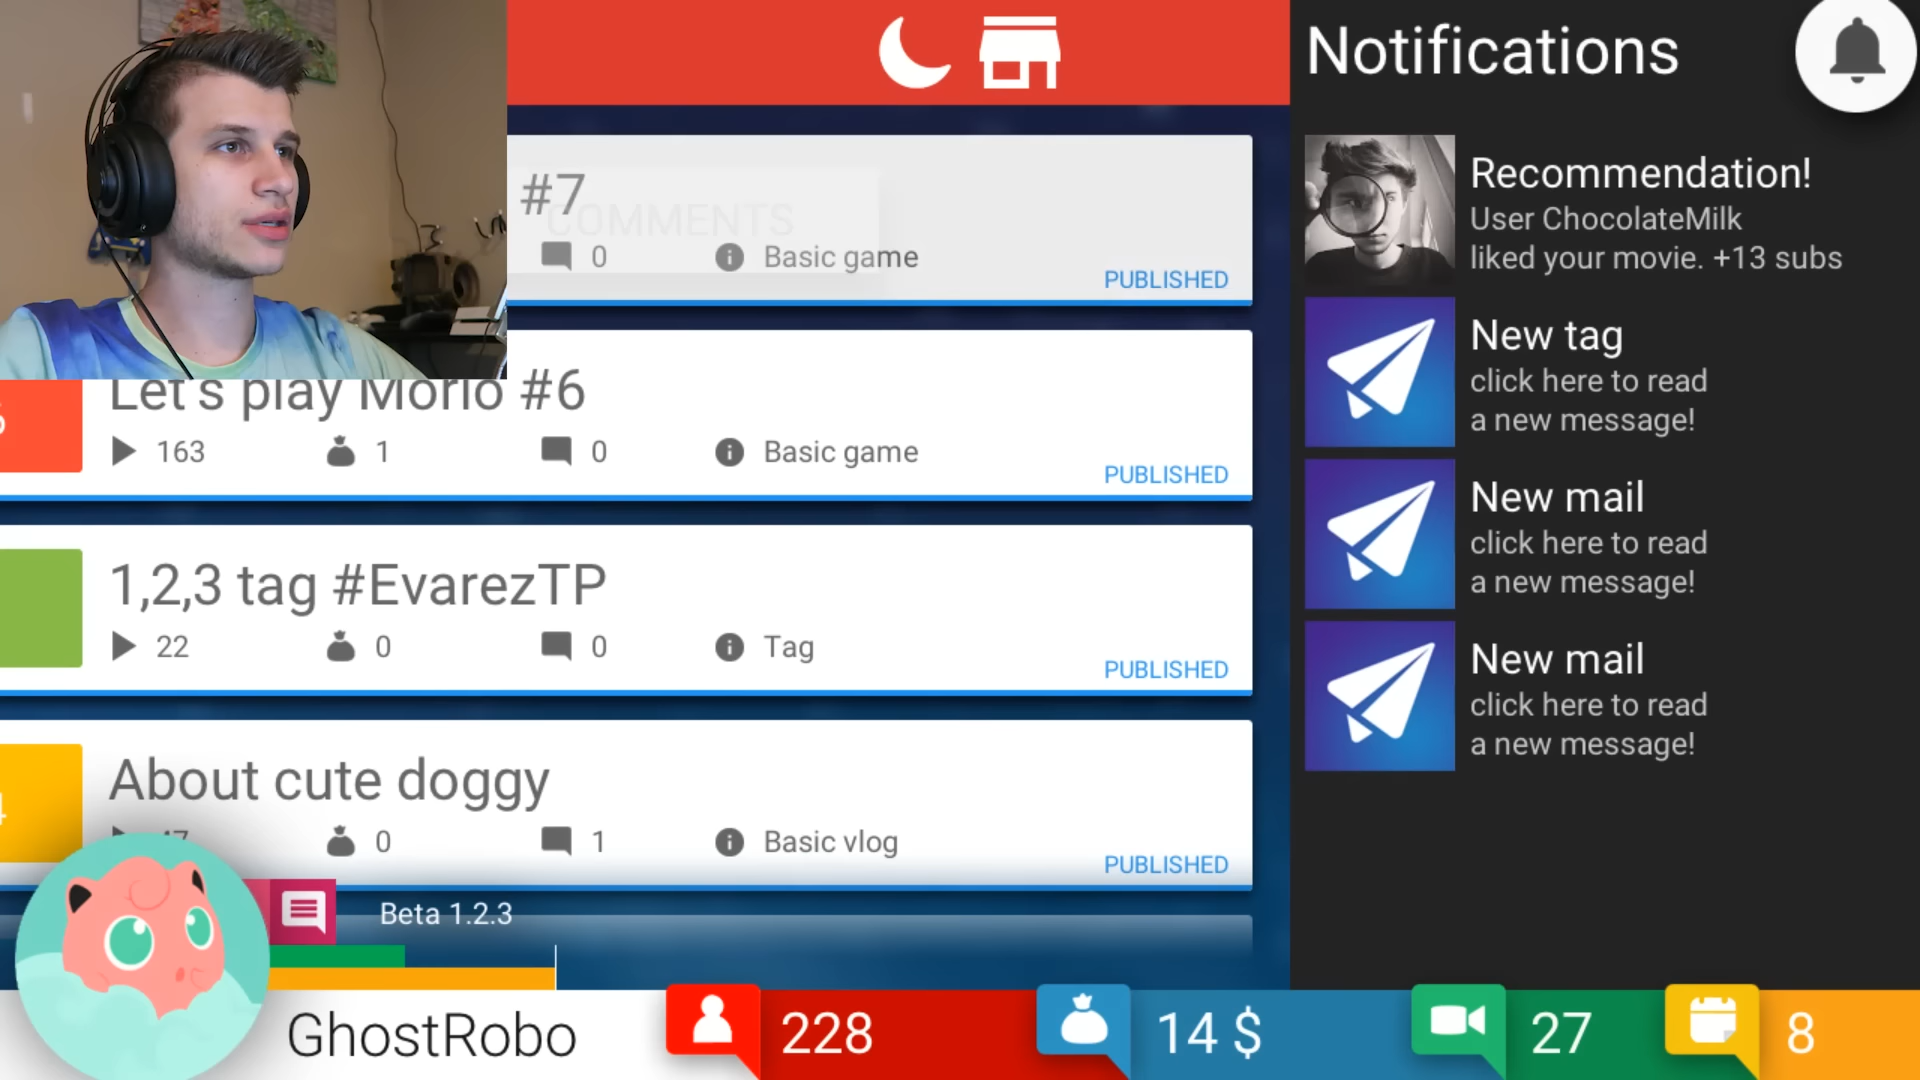 Notifications
#7
COMMENTS
0
Basic game
PUBLISHED
Let's play Morio #6
163
1
0
Basic game
PUBLISHED
1,2,3 tag #EvarezTP
22
0
0
Tag
PUBLISHED
About cute doggy
47
0
1
Basic vlog
PUBLISHED
Beta 1.2.3
Recommendation!
User ChocolateMilk
liked your movie. +13 subs
New tag
click here to read
a new message!
New mail
click here to read
a new message!
New mail
click here to read
a new message!
GhostRobo
228
14 $
27
8